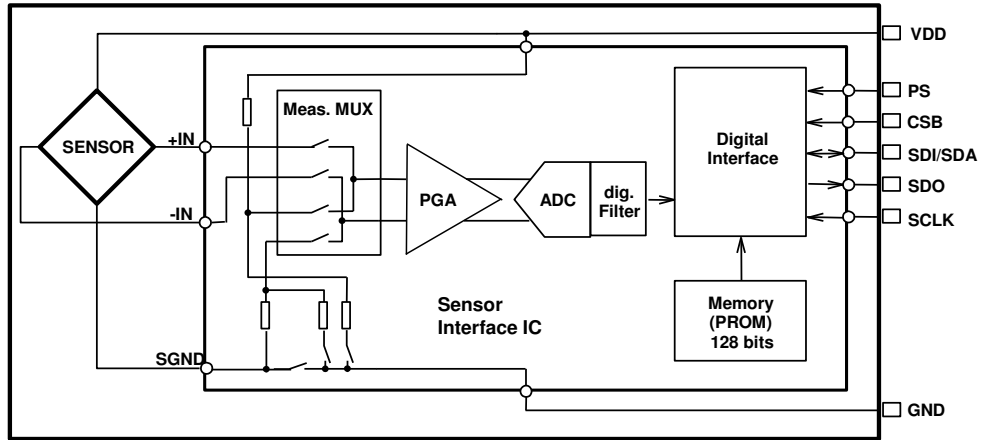 VDD
PS
Meas. MUX
CSB
+IN
SENSOR
Digital
Interface
SDI/SDA
PGA
ADC
dig.
Filter
SDO
-IN
SCLK
Sensor
Interface IC
Memory
(PROM)
128 bits
SGND
GND